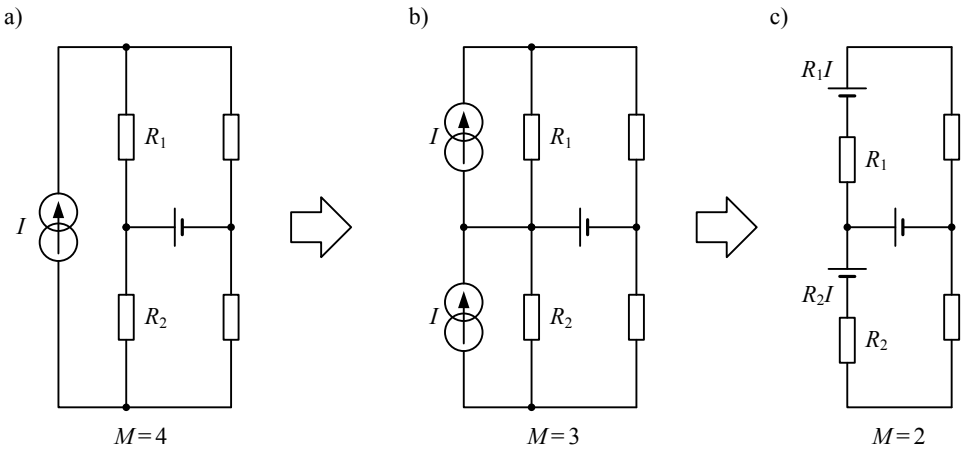 a)
I
R₁
R₂
M = 4
b)
I
R₁
I
R₂
M = 3
c)
R₁I
R₁
R₂I
R₂
M = 2